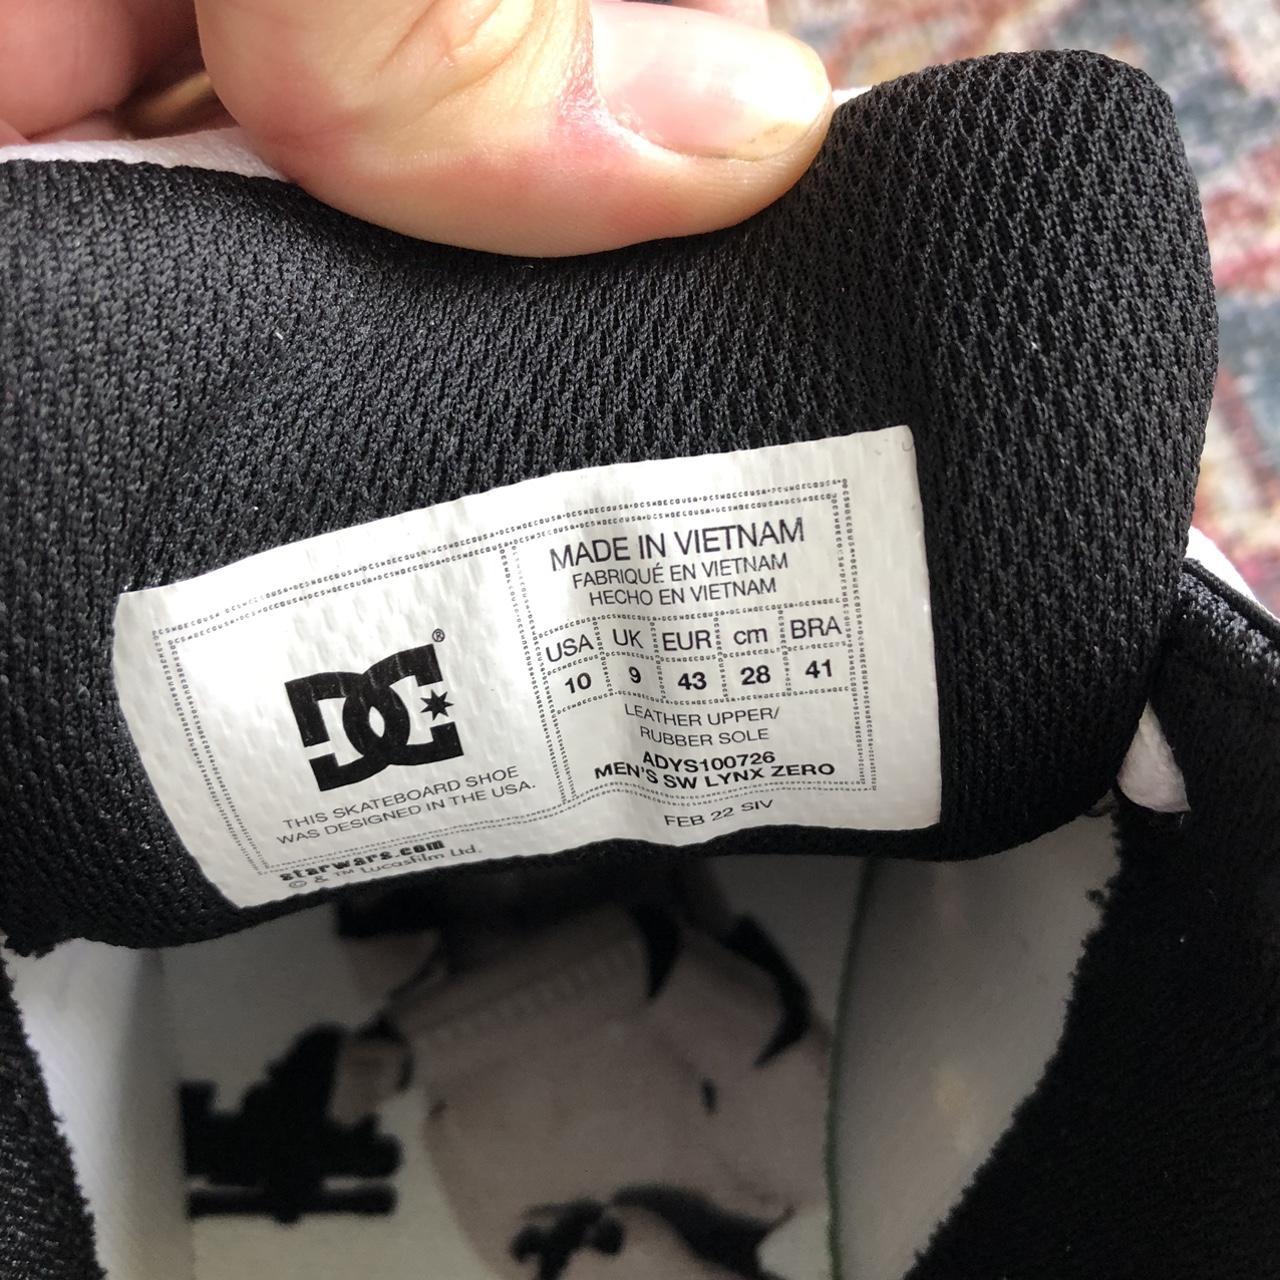 DC®
THIS SKATEBOARD SHOE
WAS DESIGNED IN THE USA.
starwars.com
© & ™ Lucasfilm Ltd.
MADE IN VIETNAM
FABRIQUÉ EN VIETNAM
HECHO EN VIETNAM
USA UK EUR cm BRA
10 9 43 28 41
LEATHER UPPER/
RUBBER SOLE
ADYS100726
MEN'S SW LYNX ZERO
FEB 22 SIV